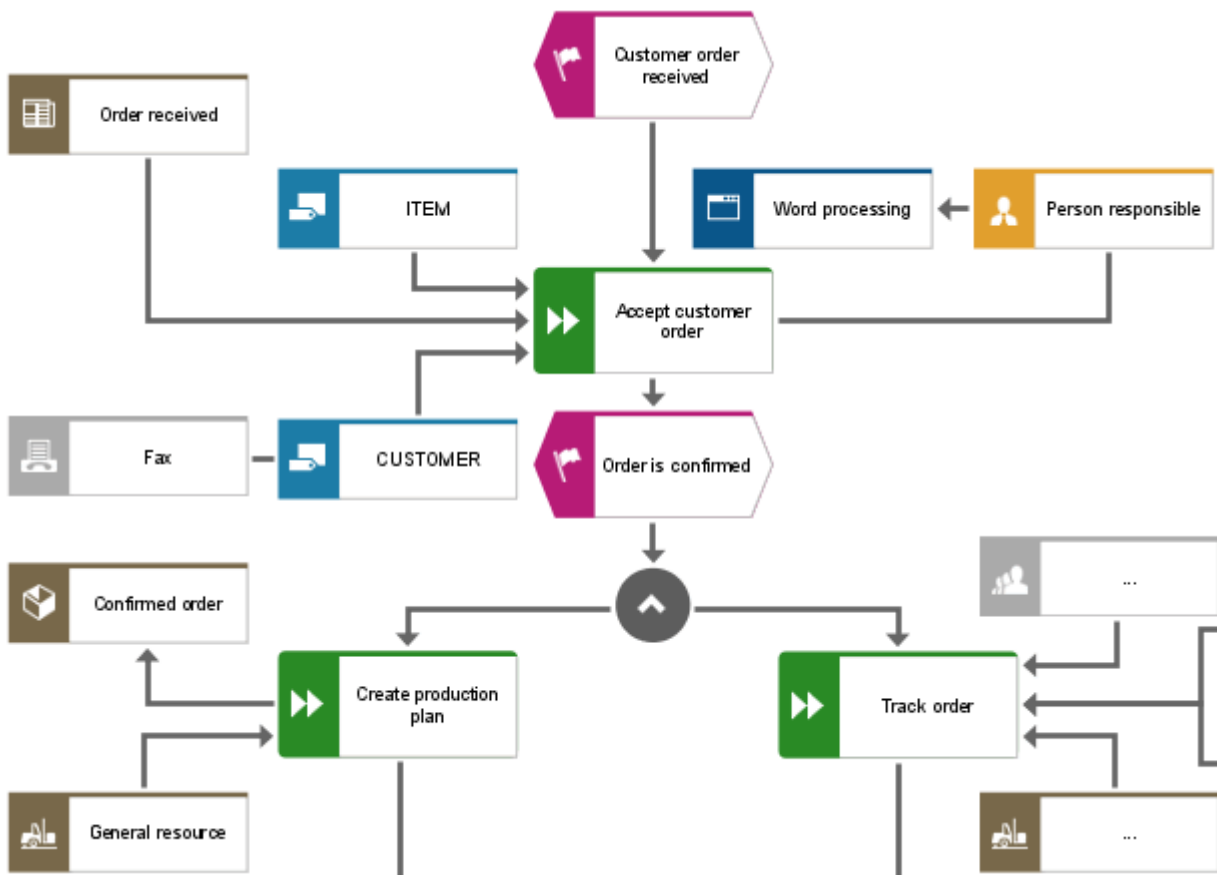 Customer order
received
Order received
ITEM
Word processing
Person responsible
Accept customer
order
Fax
CUSTOMER
Order is confirmed
...
Confirmed order
Create production
plan
Track order
General resource
...